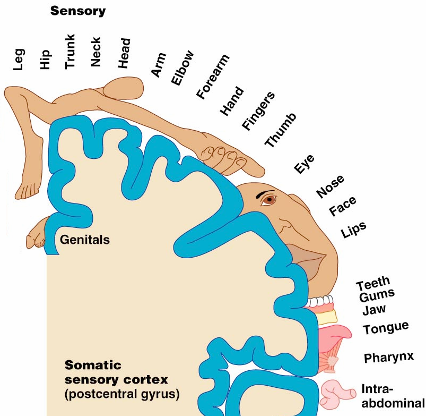 Sensory
Leg
Hip
Trunk
Neck
Head
Arm
Elbow
Forearm
Hand
Fingers
Thumb
Eye
Nose
Face
Lips
Teeth
Gums
Jaw
Tongue
Pharynx
Intra-
abdominal
Genitals
Somatic
sensory cortex
(postcentral gyrus)